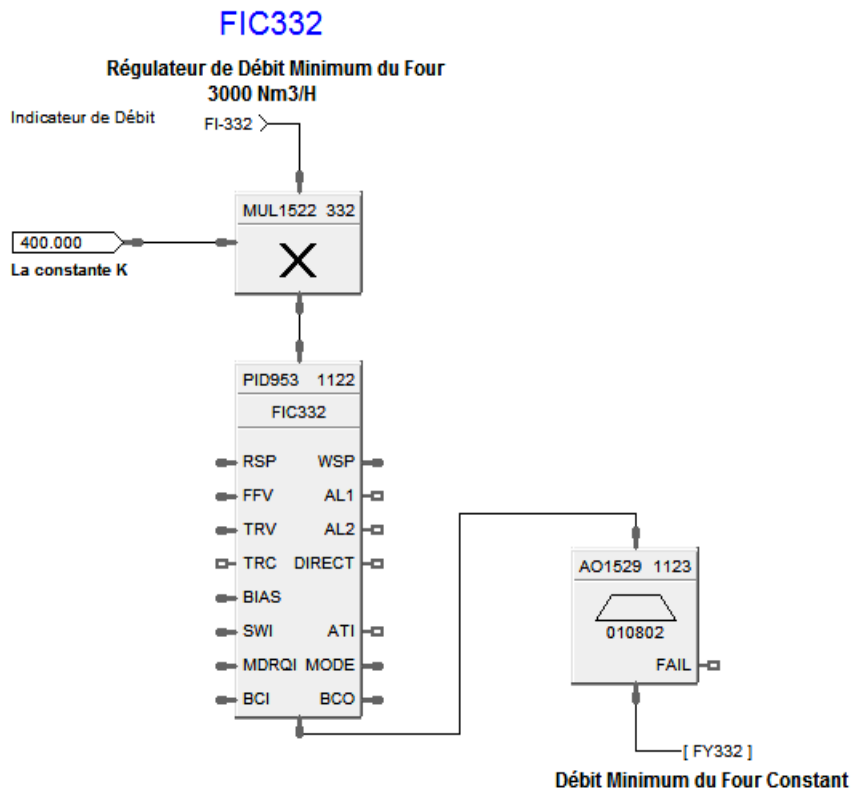 FIC332
Régulateur de Débit Minimum du Four
3000 Nm3/H
Indicateur de Débit
FI-332
MUL1522 332
X
400.000
La constante K
PID953 1122
FIC332
RSP WSP
FFV AL1
TRV AL2
TRC DIRECT
BIAS
SWI ATI
MDRQI MODE
BCI BCO
AO1529 1123
010802
FAIL
[ FY332 ]
Débit Minimum du Four Constant